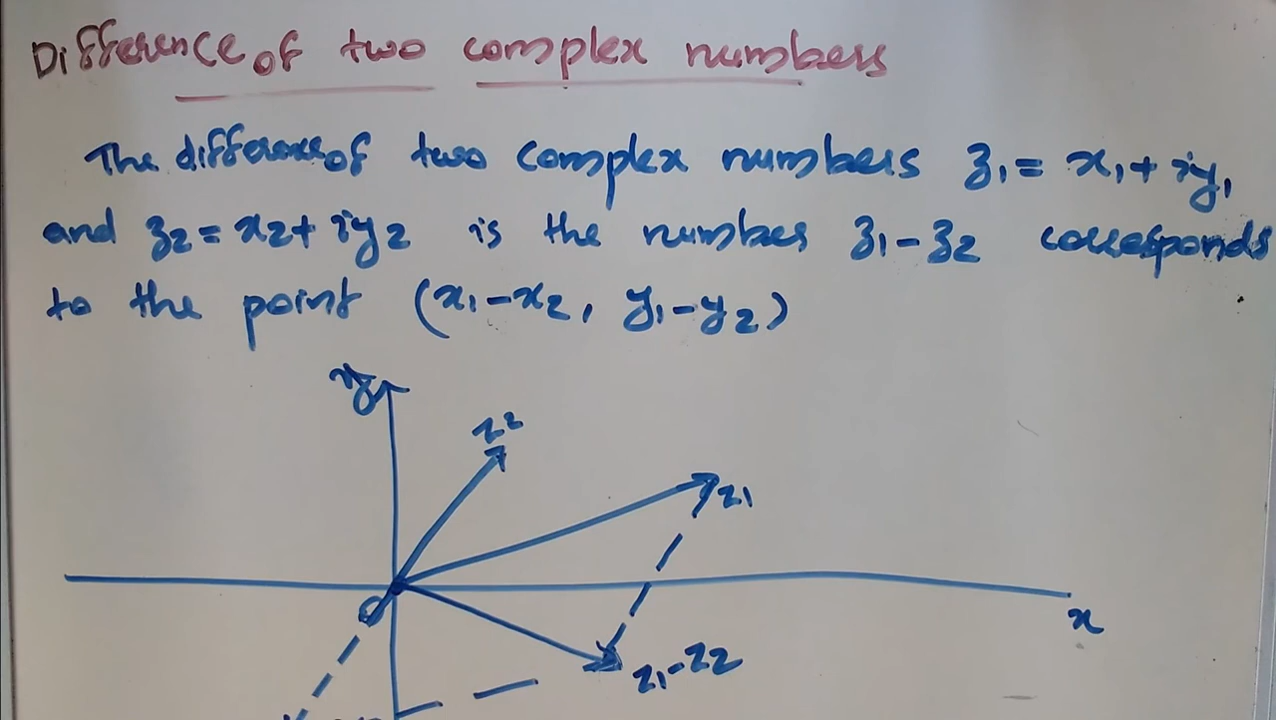 Difference of two complex numbers
The difference of two complex numbers z₁ = x₁ + iy₁
and z₂ = x₂ + iy₂ is the number z₁ - z₂ corresponds
to the point (x₁ - x₂, y₁ - y₂)
z₂
z₁
O
x
z₁ - z₂